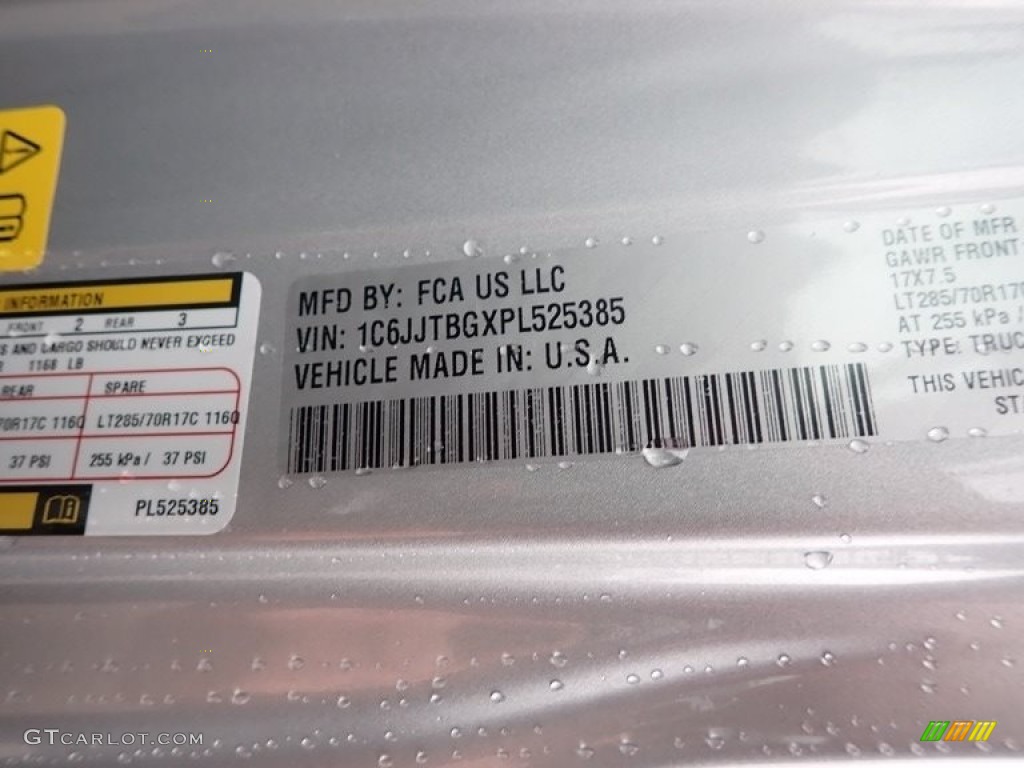 INFORMATION
FRONT 2 REAR 3
AND CARGO SHOULD NEVER EXCEED
1168 LB
REAR SPARE
70R17C 116Q LT285/70R17C 116Q
37 PSI 255 kPa / 37 PSI
PL525385
MFD BY: FCA US LLC
VIN: 1C6JJTBGXPL525385
VEHICLE MADE IN: U.S.A.
DATE OF MFR
GAWR FRONT
17X7.5
LT285/70R17
AT 255 kPa /
TYPE: TRUC
THIS VEHIC
STA
GTCARLOT.COM